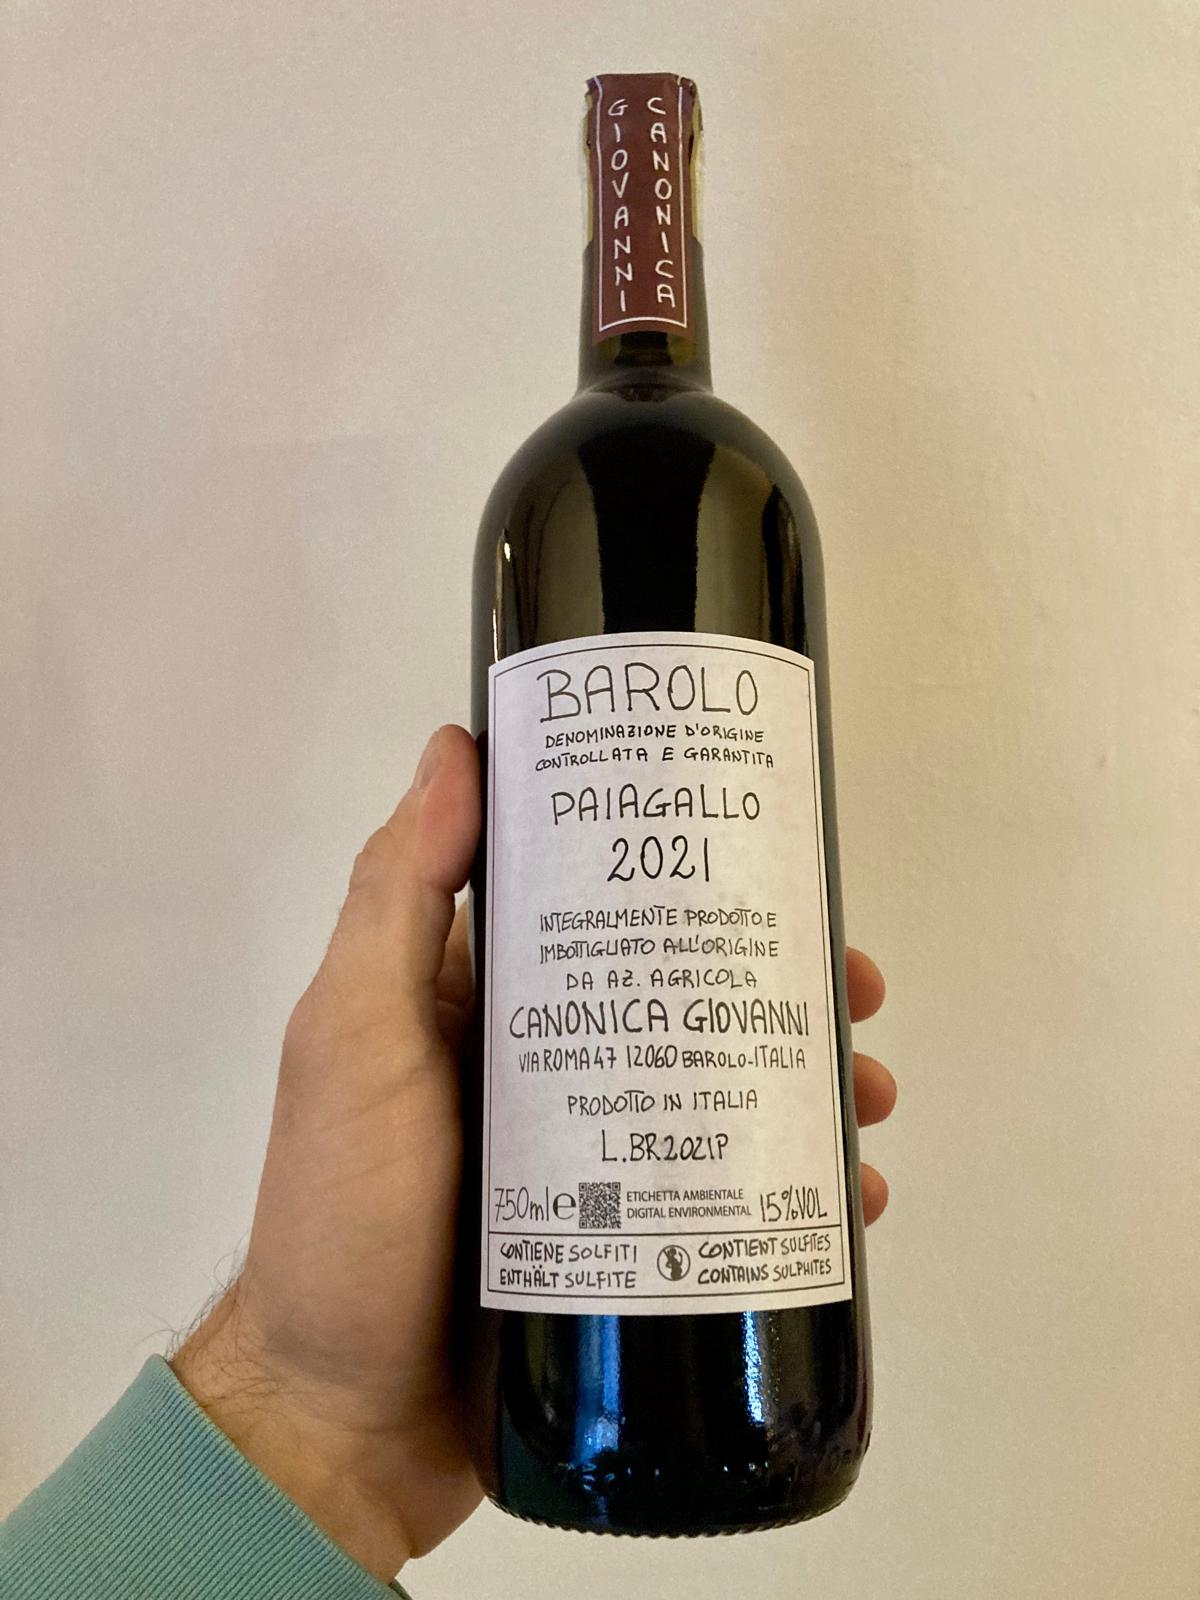 GIOVANNI
CANONICA
BAROLO
DENOMINAZIONE D'ORIGINE
CONTROLLATA E GARANTITA
PAIAGALLO
2021
INTEGRALMENTE PRODOTTO E
IMBOTTIGLIATO ALL'ORIGINE
DA AZ. AGRICOLA
CANONICA GIOVANNI
VIA ROMA 47 12060 BAROLO-ITALIA
PRODOTTO IN ITALIA
L.BR2021P
750ml e ETICHETTA AMBIENTALE 15%VOL
DIGITAL ENVIRONMENTAL
CONTIENE SOLFITI CONTIENT SULFITES
ENTHÄLT SULFITE CONTAINS SULPHITES